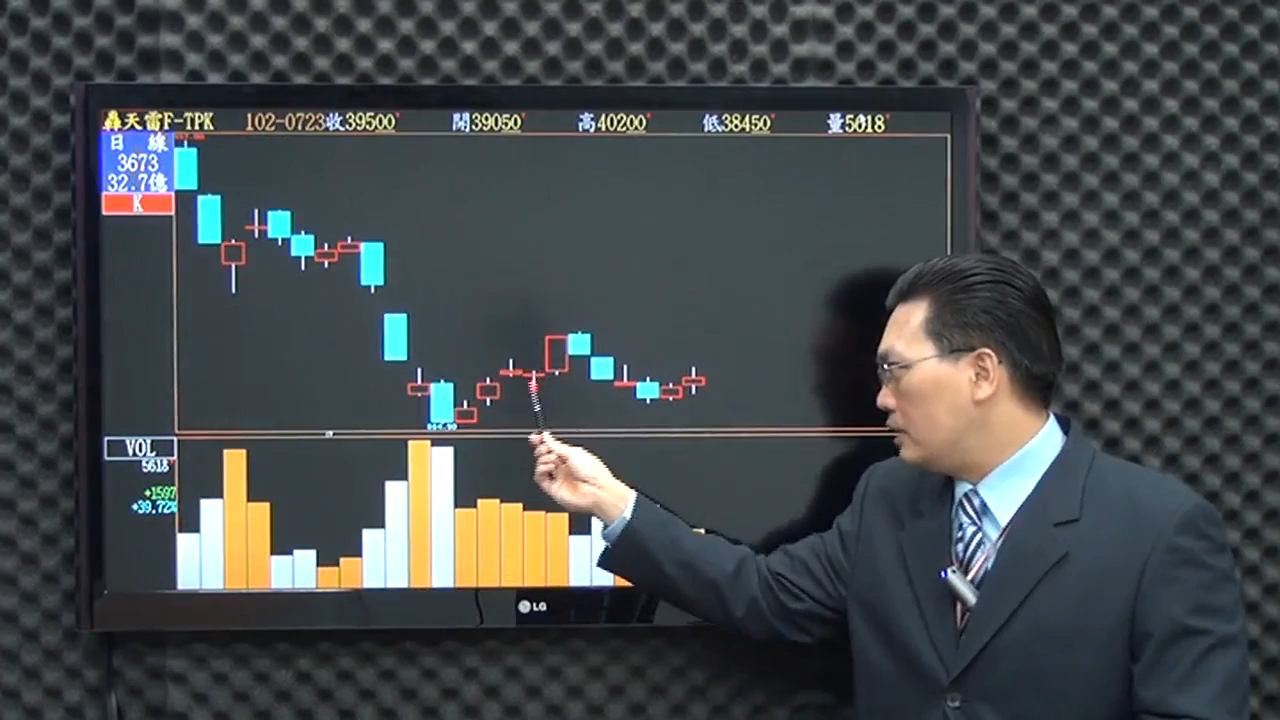 轟天雷F-TPK 102-0723收39500 開39050 高40200 低38450 量5618
日 線
3673
32.7億
K
VOL
5618
+1597
+39.72%
LG